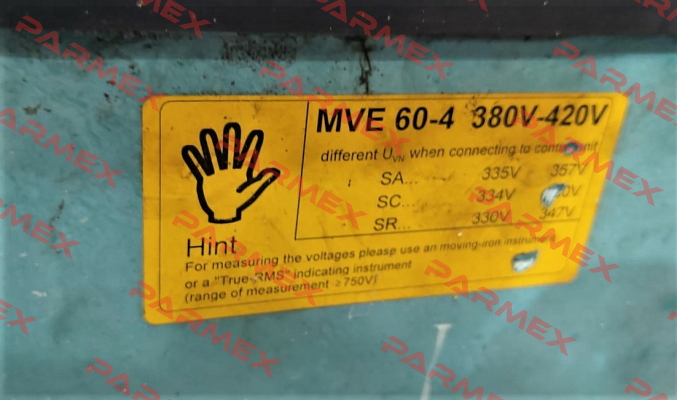 MVE 60-4 380V-420V
different UVN when connecting to control unit
SA... 335V 357V
SC... 334V
SR... 330V 347V
Hint
For measuring the voltages pleasp use an moving-iron instrument
or a "True-RMS" indicating instrument
(range of measurement ≥750V)
PARMEX